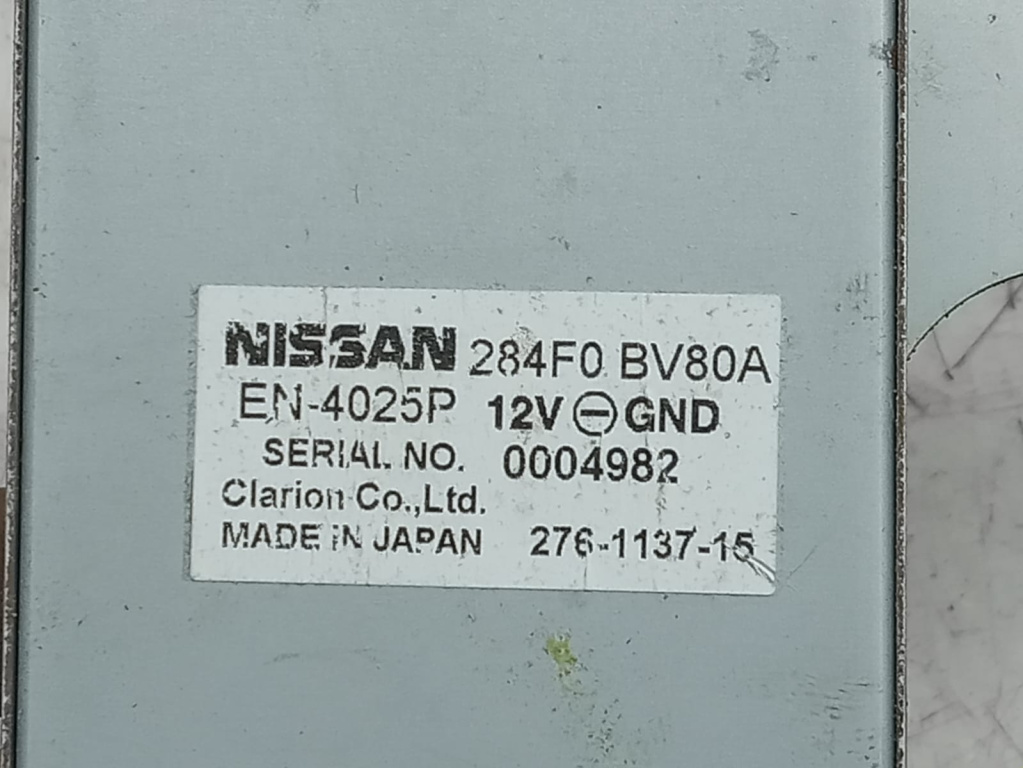 NISSAN 284F0 BV80A
EN-4025P 12V ⊖ GND
SERIAL NO. 0004982
Clarion Co.,Ltd.
MADE IN JAPAN 276-1137-15